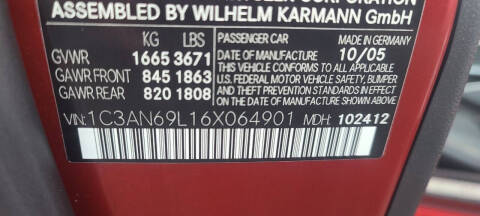 CORPORATION
ASSEMBLED BY WILHELM KARMANN GmbH
KG LBS
PASSENGER CAR
MADE IN GERMANY
GVWR 1665 3671
DATE OF MANUFACTURE 10/05
GAWR FRONT 845 1863
THIS VEHICLE CONFORMS TO ALL APPLICABLE
U.S. FEDERAL MOTOR VEHICLE SAFETY, BUMPER
GAWR REAR 820 1808
AND THEFT PREVENTION STANDARDS IN EFFECT
ON THE DATE OF MANUFACTURE SHOWN ABOVE
VIN: 1C3AN69L16X064901 MDH: 102412